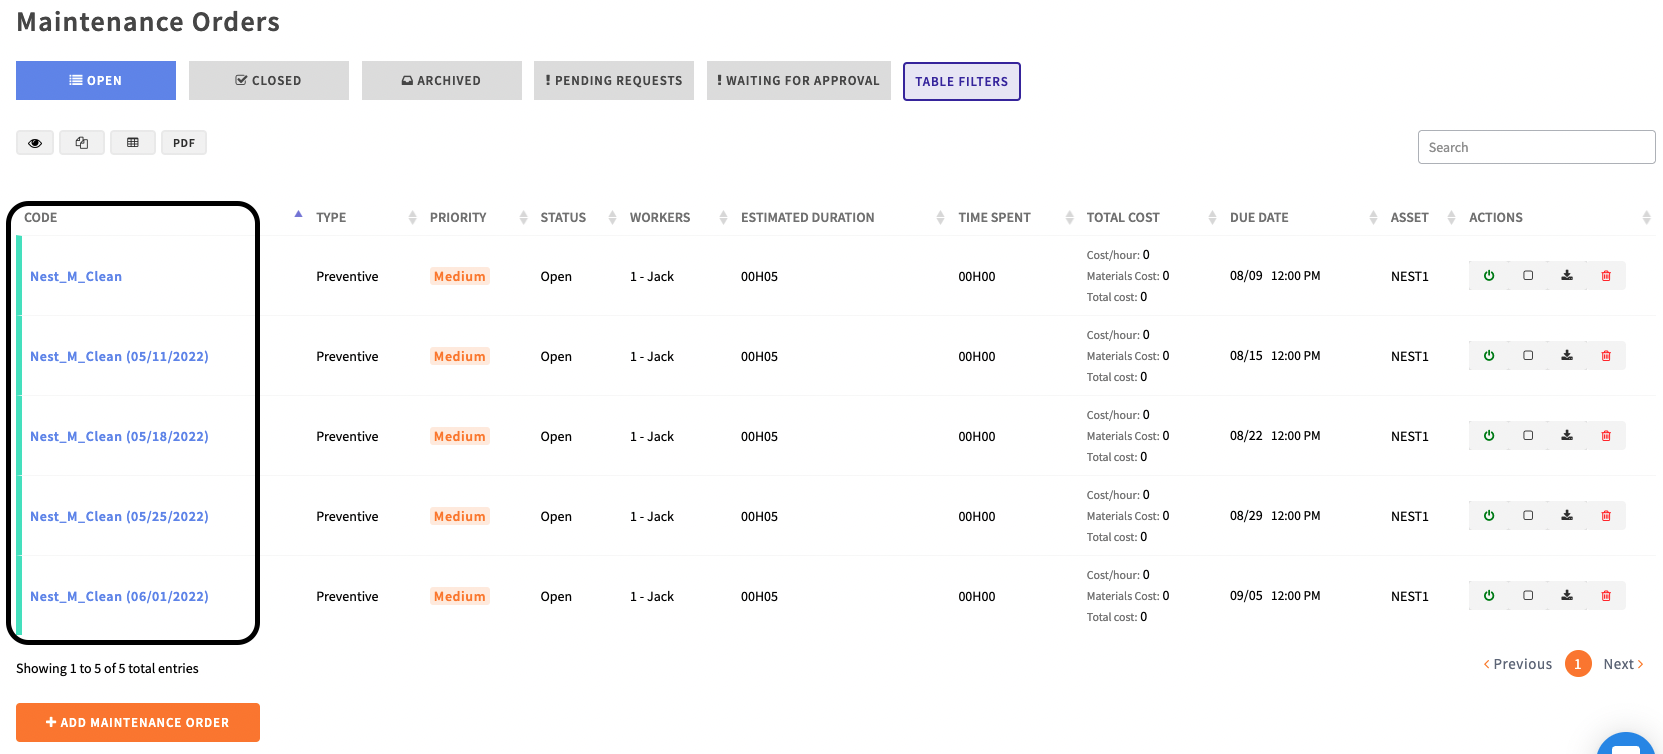 Maintenance Orders
OPEN CLOSED ARCHIVED ! PENDING REQUESTS ! WAITING FOR APPROVAL TABLE FILTERS
PDF
Search
CODE TYPE PRIORITY STATUS WORKERS ESTIMATED DURATION TIME SPENT TOTAL COST DUE DATE ASSET ACTIONS
Cost/hour: 0
Nest_M_Clean Preventive Medium Open 1 - Jack 00H05 00H00 Materials Cost: 0 08/09 12:00 PM NEST1
Total cost: 0
Cost/hour: 0
Nest_M_Clean (05/11/2022) Preventive Medium Open 1 - Jack 00H05 00H00 Materials Cost: 0 08/15 12:00 PM NEST1
Total cost: 0
Cost/hour: 0
Nest_M_Clean (05/18/2022) Preventive Medium Open 1 - Jack 00H05 00H00 Materials Cost: 0 08/22 12:00 PM NEST1
Total cost: 0
Cost/hour: 0
Nest_M_Clean (05/25/2022) Preventive Medium Open 1 - Jack 00H05 00H00 Materials Cost: 0 08/29 12:00 PM NEST1
Total cost: 0
Cost/hour: 0
Nest_M_Clean (06/01/2022) Preventive Medium Open 1 - Jack 00H05 00H00 Materials Cost: 0 09/05 12:00 PM NEST1
Total cost: 0
Showing 1 to 5 of 5 total entries
‹ Previous 1 Next ›
+ ADD MAINTENANCE ORDER